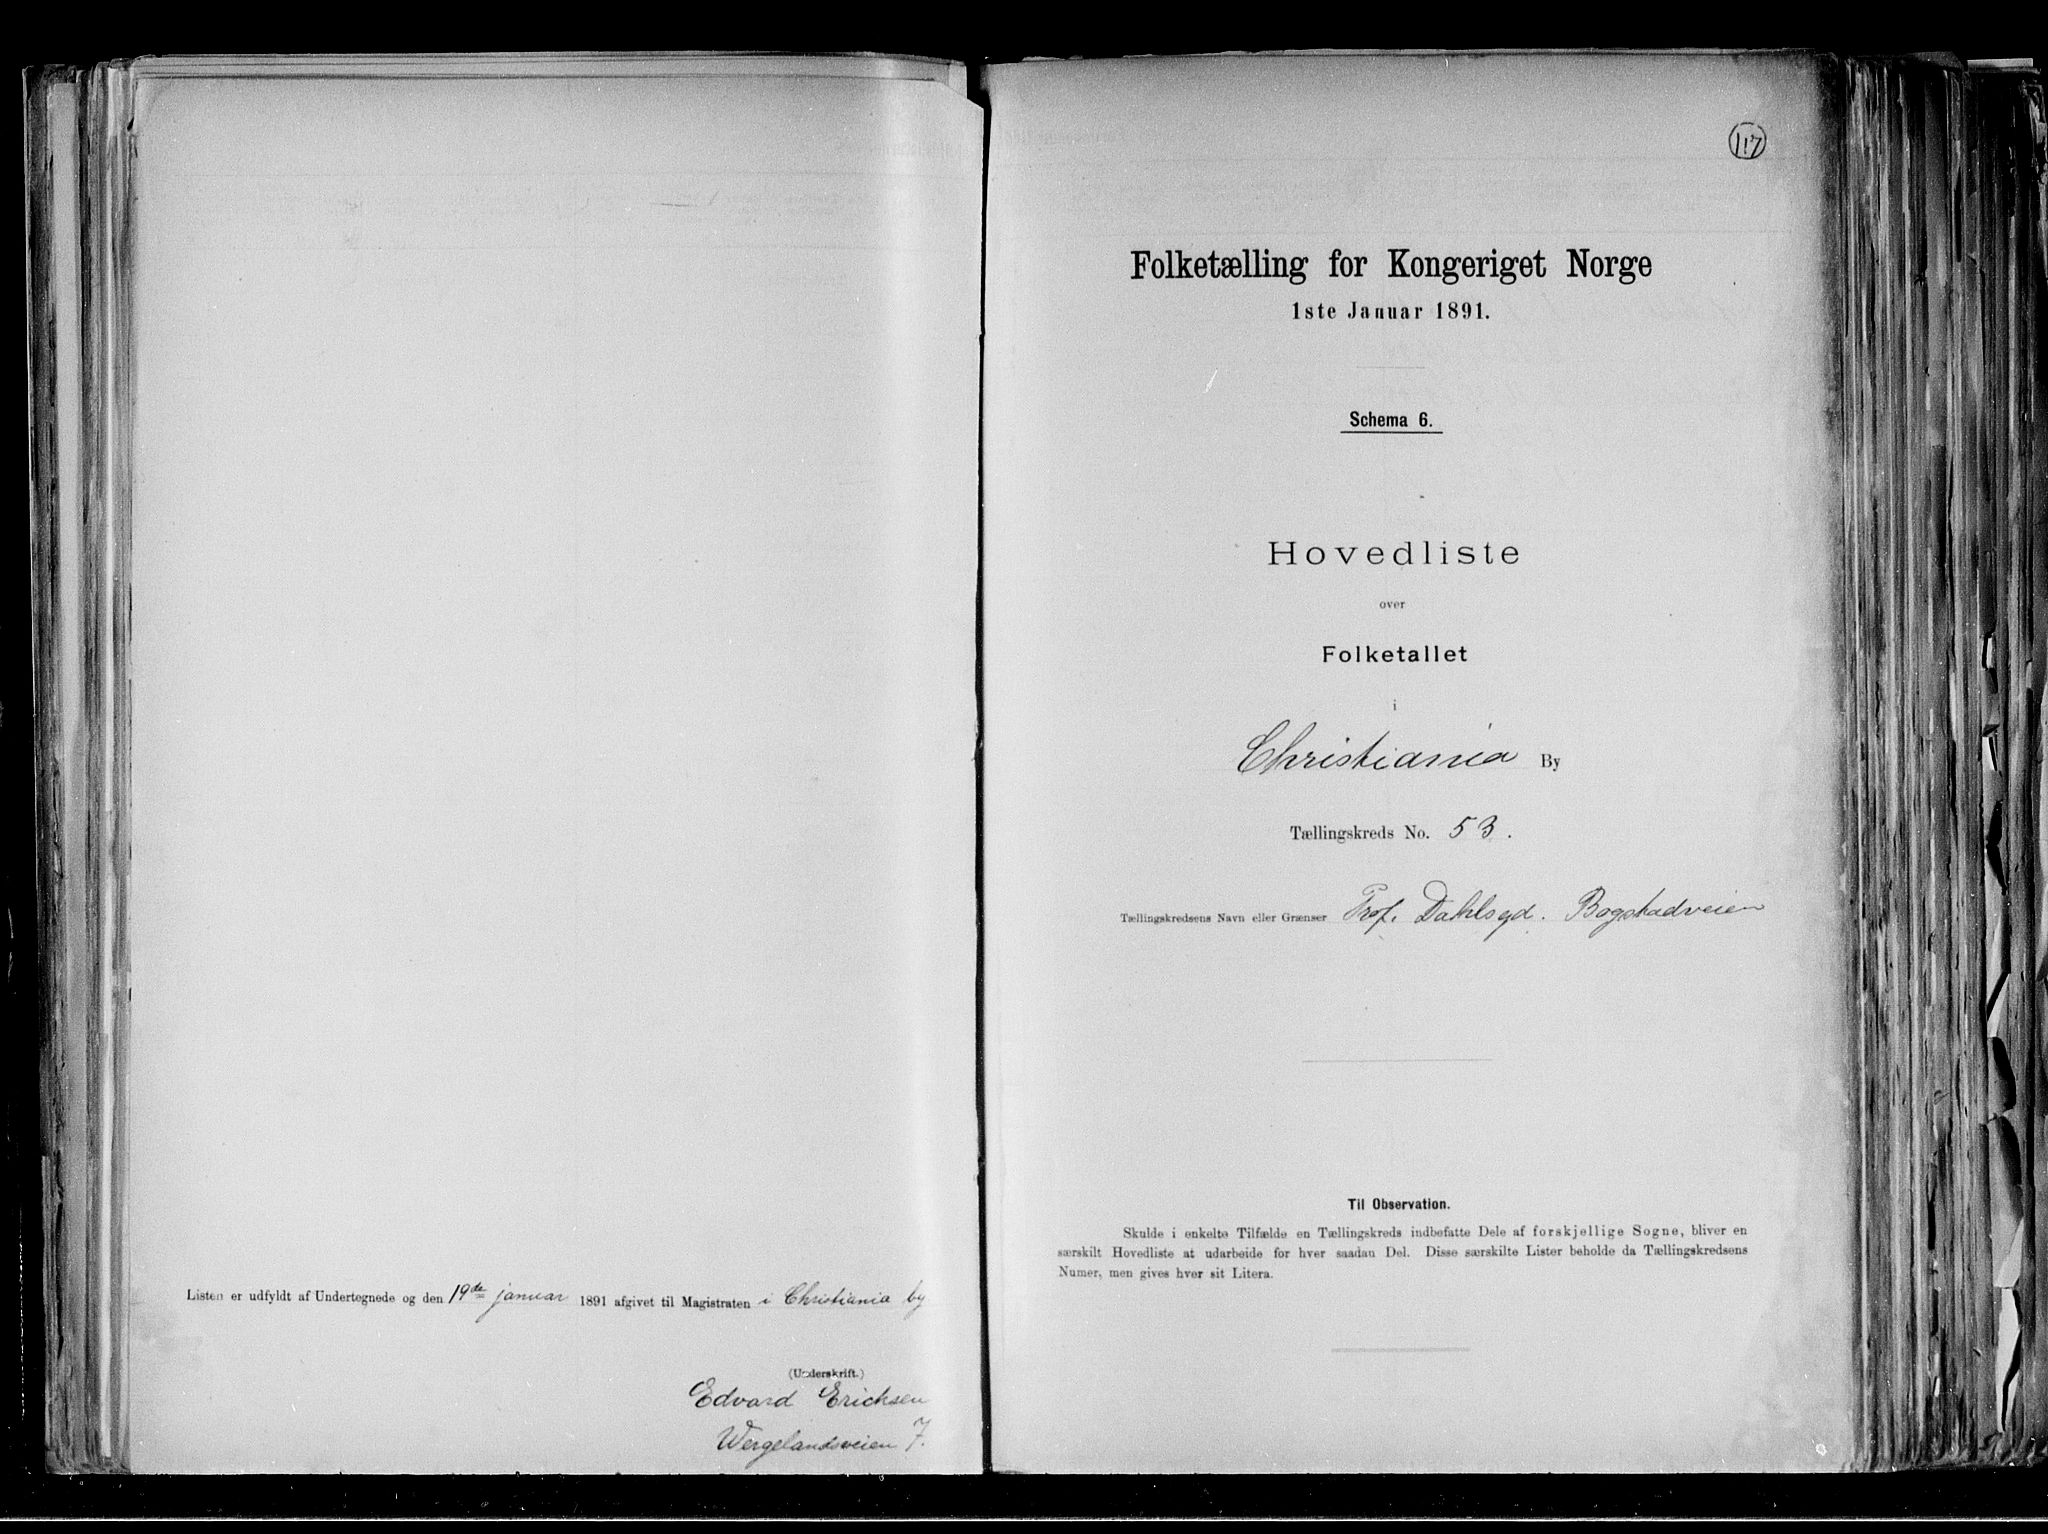 Listen er udfyldt af Undertegnede og den 19de januar 1891 afgivet til Magistraten i Christiania by
(Underskrift.)
Edvard Ericksen
Wergelandsveien 7.
117
Folketælling for Kongeriget Norge
1ste Januar 1891.
Schema 6.
Hovedliste
over
Folketallet
i
Christiania By
Tællingskreds No. 53.
Tællingskredsens Navn eller Grænser Prof. Dahlsgd. Bogstadveien
Til Observation.
Skulde i enkelte Tilfælde en Tællingskreds indbefatte Dele af forskjellige Sogne, bliver en
særskilt Hovedliste at udarbeide for hver saadan Del. Disse særskilte Lister beholde da Tællingskredsens
Numer, men gives hver sit Litera.